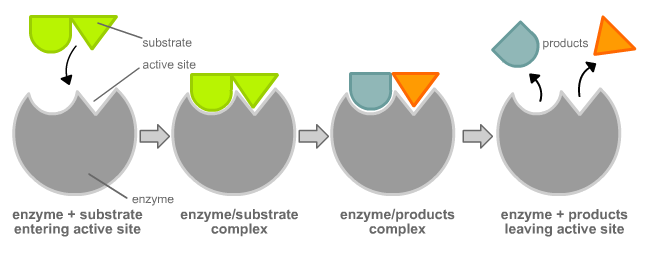 substrate
active site
enzyme
products
enzyme + substrate
entering active site
enzyme/substrate
complex
enzyme/products
complex
enzyme + products
leaving active site